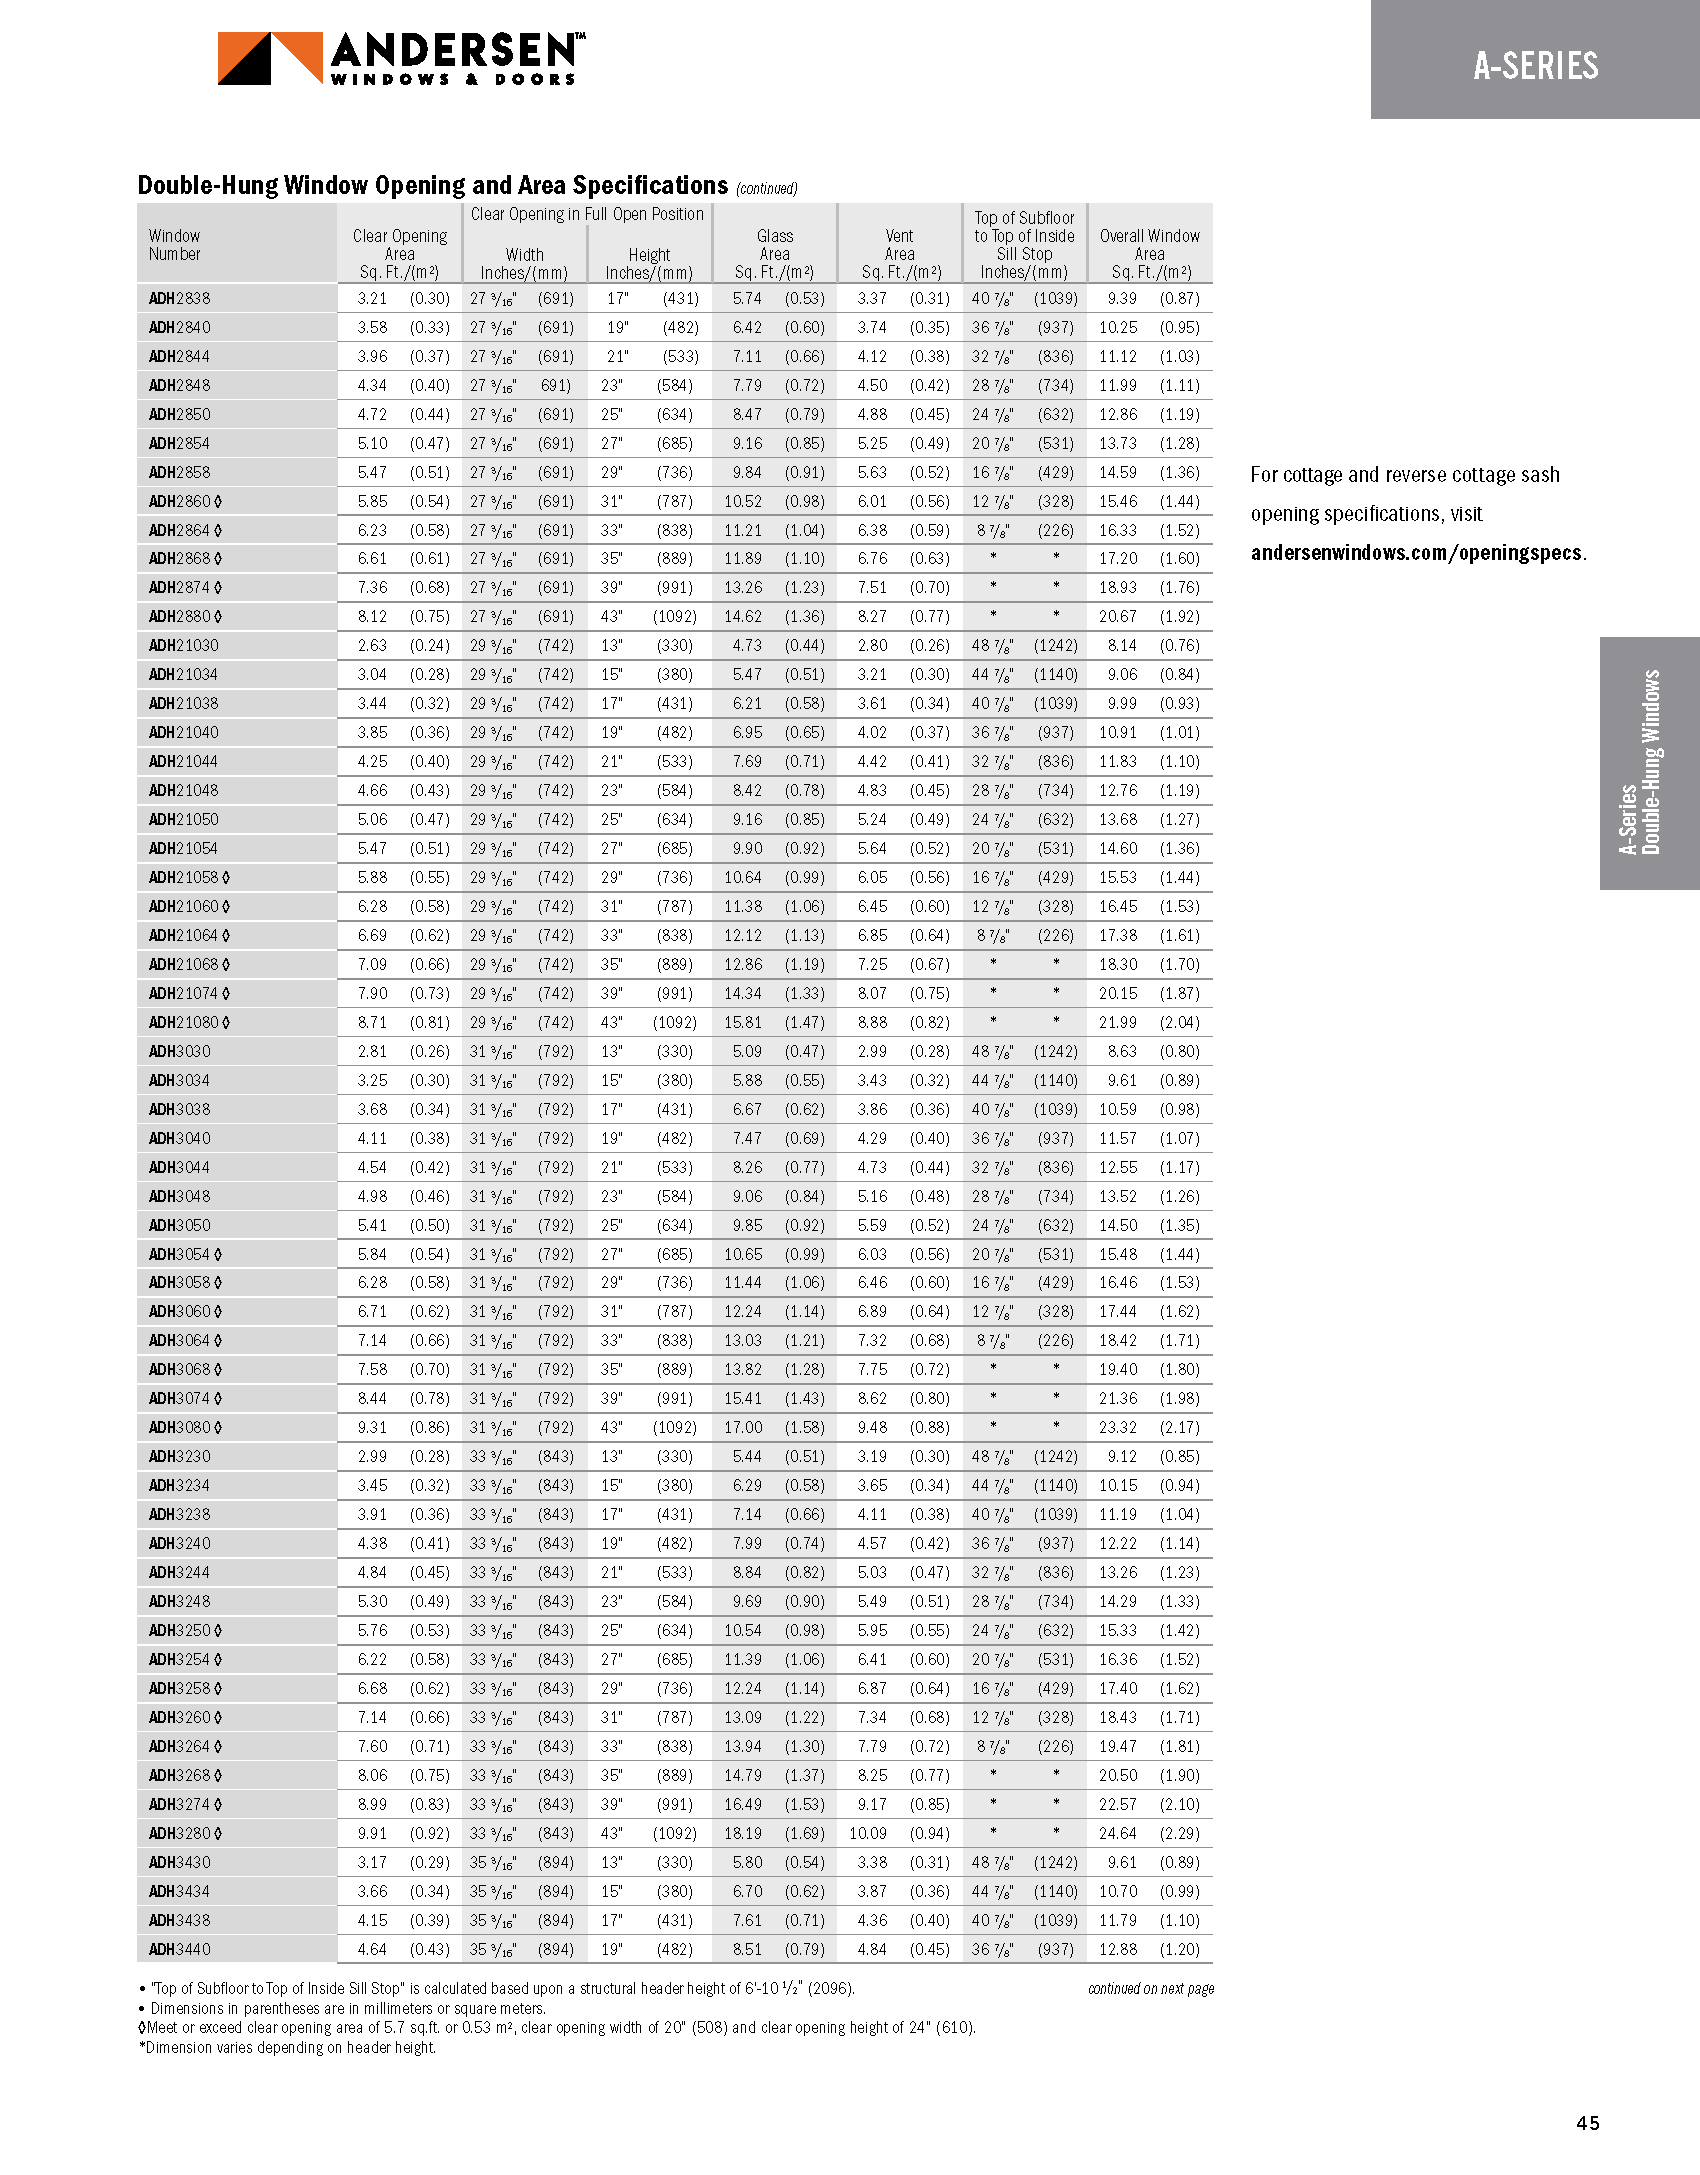 ANDERSEN™
WINDOWS & DOORS
A-SERIES
Double-Hung Window Opening and Area Specifications (continued)
Window Number | Clear Opening Area Sq. Ft./(m²) | Clear Opening in Full Open Position Width Inches/(mm) | Height Inches/(mm) | Glass Area Sq. Ft./(m²) | Vent Area Sq. Ft./(m²) | Top of Subfloor to Top of Inside Sill Stop Inches/(mm) | Overall Window Area Sq. Ft./(m²)
ADH2838 3.21 (0.30) 27 3/16" (691) 17" (431) 5.74 (0.53) 3.37 (0.31) 40 7/8" (1039) 9.39 (0.87)
ADH2840 3.58 (0.33) 27 3/16" (691) 19" (482) 6.42 (0.60) 3.74 (0.35) 36 7/8" (937) 10.25 (0.95)
ADH2844 3.96 (0.37) 27 3/16" (691) 21" (533) 7.11 (0.66) 4.12 (0.38) 32 7/8" (836) 11.12 (1.03)
ADH2848 4.34 (0.40) 27 3/16" 691) 23" (584) 7.79 (0.72) 4.50 (0.42) 28 7/8" (734) 11.99 (1.11)
ADH2850 4.72 (0.44) 27 3/16" (691) 25" (634) 8.47 (0.79) 4.88 (0.45) 24 7/8" (632) 12.86 (1.19)
ADH2854 5.10 (0.47) 27 3/16" (691) 27" (685) 9.16 (0.85) 5.25 (0.49) 20 7/8" (531) 13.73 (1.28)
ADH2858 5.47 (0.51) 27 3/16" (691) 29" (736) 9.84 (0.91) 5.63 (0.52) 16 7/8" (429) 14.59 (1.36)
ADH2860 ◊ 5.85 (0.54) 27 3/16" (691) 31" (787) 10.52 (0.98) 6.01 (0.56) 12 7/8" (328) 15.46 (1.44)
ADH2864 ◊ 6.23 (0.58) 27 3/16" (691) 33" (838) 11.21 (1.04) 6.38 (0.59) 8 7/8" (226) 16.33 (1.52)
ADH2868 ◊ 6.61 (0.61) 27 3/16" (691) 35" (889) 11.89 (1.10) 6.76 (0.63) * * 17.20 (1.60)
ADH2874 ◊ 7.36 (0.68) 27 3/16" (691) 39" (991) 13.26 (1.23) 7.51 (0.70) * * 18.93 (1.76)
ADH2880 ◊ 8.12 (0.75) 27 3/16" (691) 43" (1092) 14.62 (1.36) 8.27 (0.77) * * 20.67 (1.92)
ADH21030 2.63 (0.24) 29 3/16" (742) 13" (330) 4.73 (0.44) 2.80 (0.26) 48 7/8" (1242) 8.14 (0.76)
ADH21034 3.04 (0.28) 29 3/16" (742) 15" (380) 5.47 (0.51) 3.21 (0.30) 44 7/8" (1140) 9.06 (0.84)
ADH21038 3.44 (0.32) 29 3/16" (742) 17" (431) 6.21 (0.58) 3.61 (0.34) 40 7/8" (1039) 9.99 (0.93)
ADH21040 3.85 (0.36) 29 3/16" (742) 19" (482) 6.95 (0.65) 4.02 (0.37) 36 7/8" (937) 10.91 (1.01)
ADH21044 4.25 (0.40) 29 3/16" (742) 21" (533) 7.69 (0.71) 4.42 (0.41) 32 7/8" (836) 11.83 (1.10)
ADH21048 4.66 (0.43) 29 3/16" (742) 23" (584) 8.42 (0.78) 4.83 (0.45) 28 7/8" (734) 12.76 (1.19)
ADH21050 5.06 (0.47) 29 3/16" (742) 25" (634) 9.16 (0.85) 5.24 (0.49) 24 7/8" (632) 13.68 (1.27)
ADH21054 5.47 (0.51) 29 3/16" (742) 27" (685) 9.90 (0.92) 5.64 (0.52) 20 7/8" (531) 14.60 (1.36)
ADH21058 ◊ 5.88 (0.55) 29 3/16" (742) 29" (736) 10.64 (0.99) 6.05 (0.56) 16 7/8" (429) 15.53 (1.44)
ADH21060 ◊ 6.28 (0.58) 29 3/16" (742) 31" (787) 11.38 (1.06) 6.45 (0.60) 12 7/8" (328) 16.45 (1.53)
ADH21064 ◊ 6.69 (0.62) 29 3/16" (742) 33" (838) 12.12 (1.13) 6.85 (0.64) 8 7/8" (226) 17.38 (1.61)
ADH21068 ◊ 7.09 (0.66) 29 3/16" (742) 35" (889) 12.86 (1.19) 7.25 (0.67) * * 18.30 (1.70)
ADH21074 ◊ 7.90 (0.73) 29 3/16" (742) 39" (991) 14.34 (1.33) 8.07 (0.75) * * 20.15 (1.87)
ADH21080 ◊ 8.71 (0.81) 29 3/16" (742) 43" (1092) 15.81 (1.47) 8.88 (0.82) * * 21.99 (2.04)
ADH3030 2.81 (0.26) 31 3/16" (792) 13" (330) 5.09 (0.47) 2.99 (0.28) 48 7/8" (1242) 8.63 (0.80)
ADH3034 3.25 (0.30) 31 3/16" (792) 15" (380) 5.88 (0.55) 3.43 (0.32) 44 7/8" (1140) 9.61 (0.89)
ADH3038 3.68 (0.34) 31 3/16" (792) 17" (431) 6.67 (0.62) 3.86 (0.36) 40 7/8" (1039) 10.59 (0.98)
ADH3040 4.11 (0.38) 31 3/16" (792) 19" (482) 7.47 (0.69) 4.29 (0.40) 36 7/8" (937) 11.57 (1.07)
ADH3044 4.54 (0.42) 31 3/16" (792) 21" (533) 8.26 (0.77) 4.73 (0.44) 32 7/8" (836) 12.55 (1.17)
ADH3048 4.98 (0.46) 31 3/16" (792) 23" (584) 9.06 (0.84) 5.16 (0.48) 28 7/8" (734) 13.52 (1.26)
ADH3050 5.41 (0.50) 31 3/16" (792) 25" (634) 9.85 (0.92) 5.59 (0.52) 24 7/8" (632) 14.50 (1.35)
ADH3054 ◊ 5.84 (0.54) 31 3/16" (792) 27" (685) 10.65 (0.99) 6.03 (0.56) 20 7/8" (531) 15.48 (1.44)
ADH3058 ◊ 6.28 (0.58) 31 3/16" (792) 29" (736) 11.44 (1.06) 6.46 (0.60) 16 7/8" (429) 16.46 (1.53)
ADH3060 ◊ 6.71 (0.62) 31 3/16" (792) 31" (787) 12.24 (1.14) 6.89 (0.64) 12 7/8" (328) 17.44 (1.62)
ADH3064 ◊ 7.14 (0.66) 31 3/16" (792) 33" (838) 13.03 (1.21) 7.32 (0.68) 8 7/8" (226) 18.42 (1.71)
ADH3068 ◊ 7.58 (0.70) 31 3/16" (792) 35" (889) 13.82 (1.28) 7.75 (0.72) * * 19.40 (1.80)
ADH3074 ◊ 8.44 (0.78) 31 3/16" (792) 39" (991) 15.41 (1.43) 8.62 (0.80) * * 21.36 (1.98)
ADH3080 ◊ 9.31 (0.86) 31 3/16" (792) 43" (1092) 17.00 (1.58) 9.48 (0.88) * * 23.32 (2.17)
ADH3230 2.99 (0.28) 33 3/16" (843) 13" (330) 5.44 (0.51) 3.19 (0.30) 48 7/8" (1242) 9.12 (0.85)
ADH3234 3.45 (0.32) 33 3/16" (843) 15" (380) 6.29 (0.58) 3.65 (0.34) 44 7/8" (1140) 10.15 (0.94)
ADH3238 3.91 (0.36) 33 3/16" (843) 17" (431) 7.14 (0.66) 4.11 (0.38) 40 7/8" (1039) 11.19 (1.04)
ADH3240 4.38 (0.41) 33 3/16" (843) 19" (482) 7.99 (0.74) 4.57 (0.42) 36 7/8" (937) 12.22 (1.14)
ADH3244 4.84 (0.45) 33 3/16" (843) 21" (533) 8.84 (0.82) 5.03 (0.47) 32 7/8" (836) 13.26 (1.23)
ADH3248 5.30 (0.49) 33 3/16" (843) 23" (584) 9.69 (0.90) 5.49 (0.51) 28 7/8" (734) 14.29 (1.33)
ADH3250 ◊ 5.76 (0.53) 33 3/16" (843) 25" (634) 10.54 (0.98) 5.95 (0.55) 24 7/8" (632) 15.33 (1.42)
ADH3254 ◊ 6.22 (0.58) 33 3/16" (843) 27" (685) 11.39 (1.06) 6.41 (0.60) 20 7/8" (531) 16.36 (1.52)
ADH3258 ◊ 6.68 (0.62) 33 3/16" (843) 29" (736) 12.24 (1.14) 6.87 (0.64) 16 7/8" (429) 17.40 (1.62)
ADH3260 ◊ 7.14 (0.66) 33 3/16" (843) 31" (787) 13.09 (1.22) 7.34 (0.68) 12 7/8" (328) 18.43 (1.71)
ADH3264 ◊ 7.60 (0.71) 33 3/16" (843) 33" (838) 13.94 (1.30) 7.79 (0.72) 8 7/8" (226) 19.47 (1.81)
ADH3268 ◊ 8.06 (0.75) 33 3/16" (843) 35" (889) 14.79 (1.37) 8.25 (0.77) * * 20.50 (1.90)
ADH3274 ◊ 8.99 (0.83) 33 3/16" (843) 39" (991) 16.49 (1.53) 9.17 (0.85) * * 22.57 (2.10)
ADH3280 ◊ 9.91 (0.92) 33 3/16" (843) 43" (1092) 18.19 (1.69) 10.09 (0.94) * * 24.64 (2.29)
ADH3430 3.17 (0.29) 35 3/16" (894) 13" (330) 5.80 (0.54) 3.38 (0.31) 48 7/8" (1242) 9.61 (0.89)
ADH3434 3.66 (0.34) 35 3/16" (894) 15" (380) 6.70 (0.62) 3.87 (0.36) 44 7/8" (1140) 10.70 (0.99)
ADH3438 4.15 (0.39) 35 3/16" (894) 17" (431) 7.61 (0.71) 4.36 (0.40) 40 7/8" (1039) 11.79 (1.10)
ADH3440 4.64 (0.43) 35 3/16" (894) 19" (482) 8.51 (0.79) 4.84 (0.45) 36 7/8" (937) 12.88 (1.20)
• "Top of Subfloor to Top of Inside Sill Stop" is calculated based upon a structural header height of 6'-10 1/2" (2096).
continued on next page
• Dimensions in parentheses are in millimeters or square meters.
◊Meet or exceed clear opening area of 5.7 sq.ft. or 0.53 m², clear opening width of 20" (508) and clear opening height of 24" (610).
*Dimension varies depending on header height.
For cottage and reverse cottage sash
opening specifications, visit
andersenwindows.com/openingspecs.
A-Series
Double-Hung Windows
45